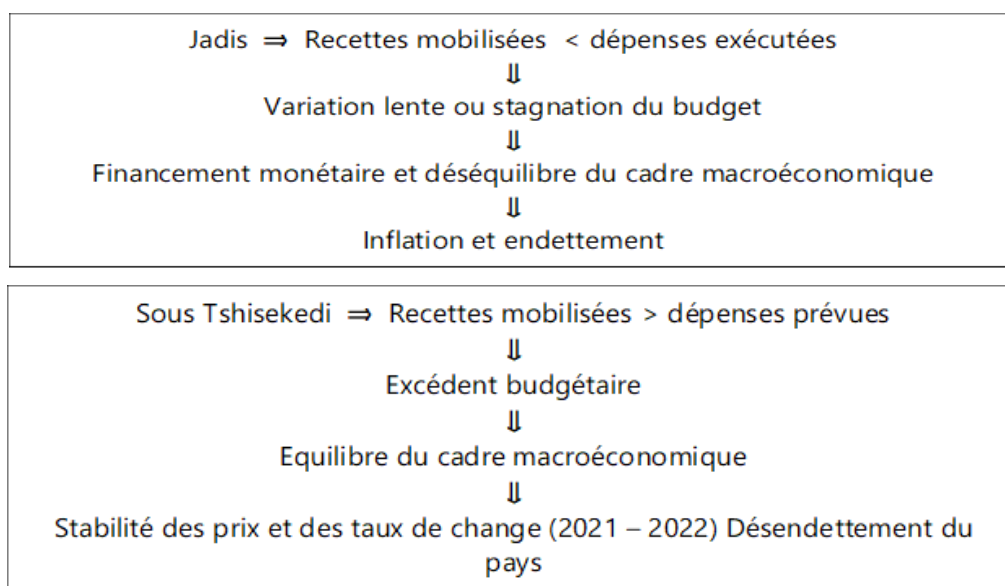 Jadis ⇒ Recettes mobilisées < dépenses exécutées
⇓
Variation lente ou stagnation du budget
⇓
Financement monétaire et déséquilibre du cadre macroéconomique
⇓
Inflation et endettement
Sous Tshisekedi ⇒ Recettes mobilisées > dépenses prévues
⇓
Excédent budgétaire
⇓
Equilibre du cadre macroéconomique
⇓
Stabilité des prix et des taux de change (2021 – 2022) Désendettement du
pays